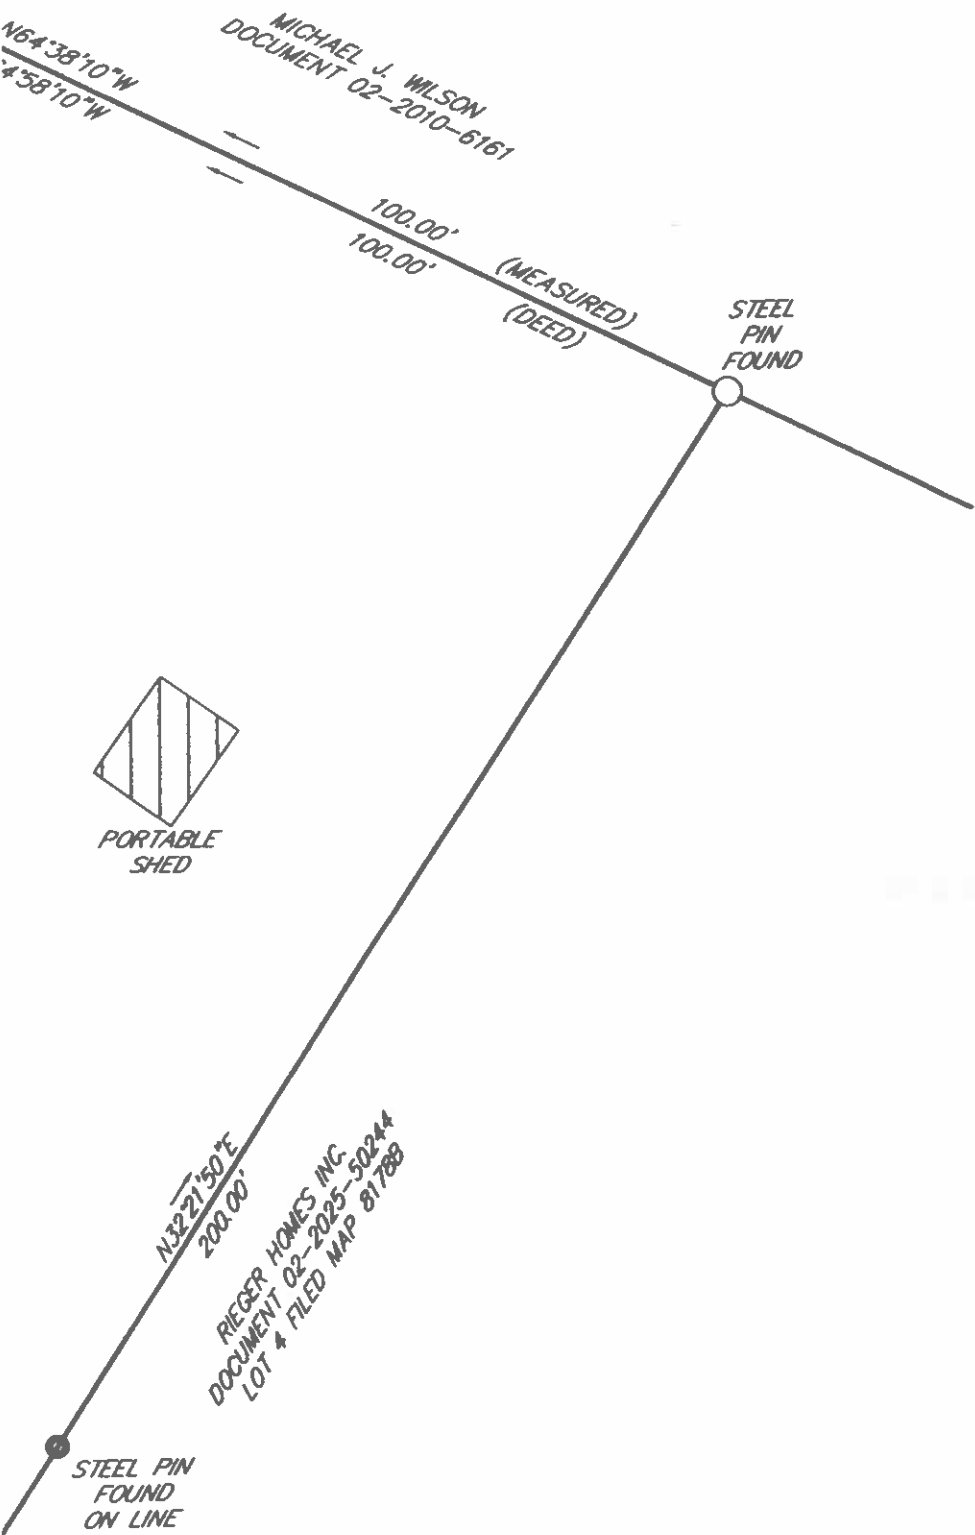 N64°38'10"W
4°58'10"W
MICHAEL J. WILSON
DOCUMENT 02-2010-6161
100.00'
100.00'
(MEASURED)
(DEED)
STEEL
PIN
FOUND
PORTABLE
SHED
N32°21'50"E
200.00'
RIEGER HOMES INC.
DOCUMENT 02-2025-50244
LOT 4 FILED MAP 8178B
STEEL PIN
FOUND
ON LINE